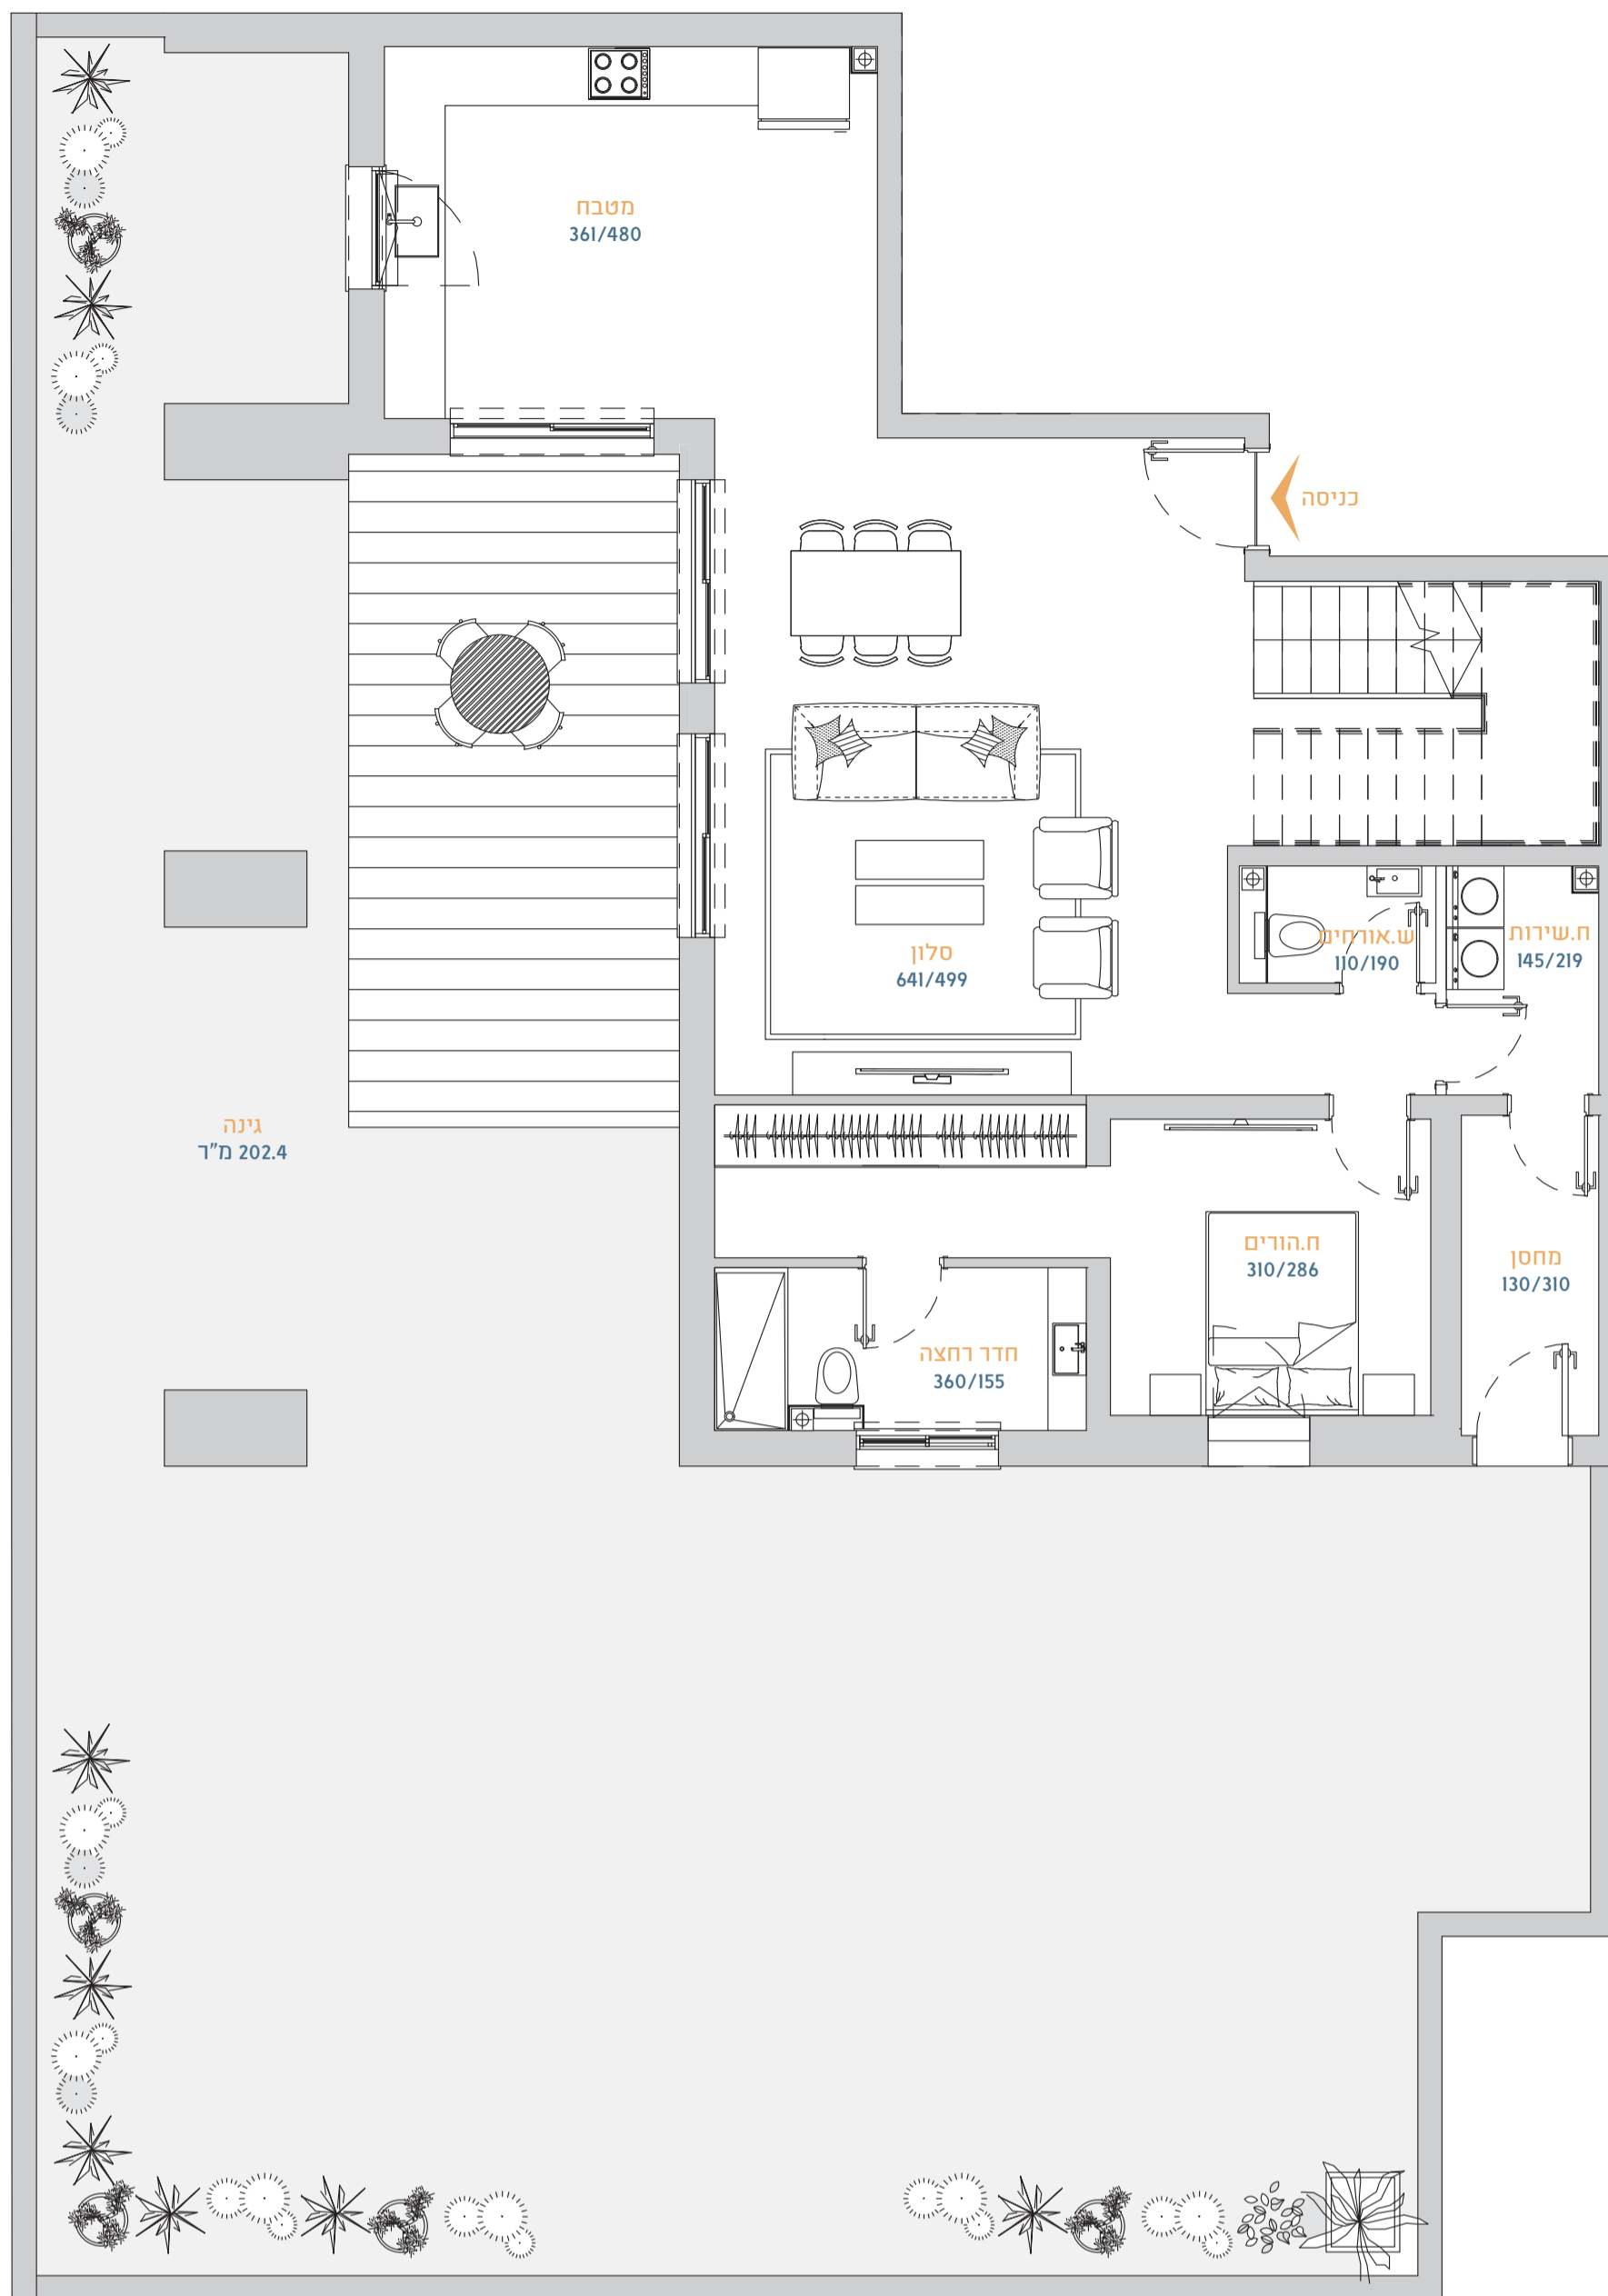 מטבח
361/480
כניסה
ש.אורחים
110/190
ח.שירות
145/219
סלון
641/499
גינה
202.4 מ"ר
ח.הורים
310/286
מחסן
130/310
חדר רחצה
360/155